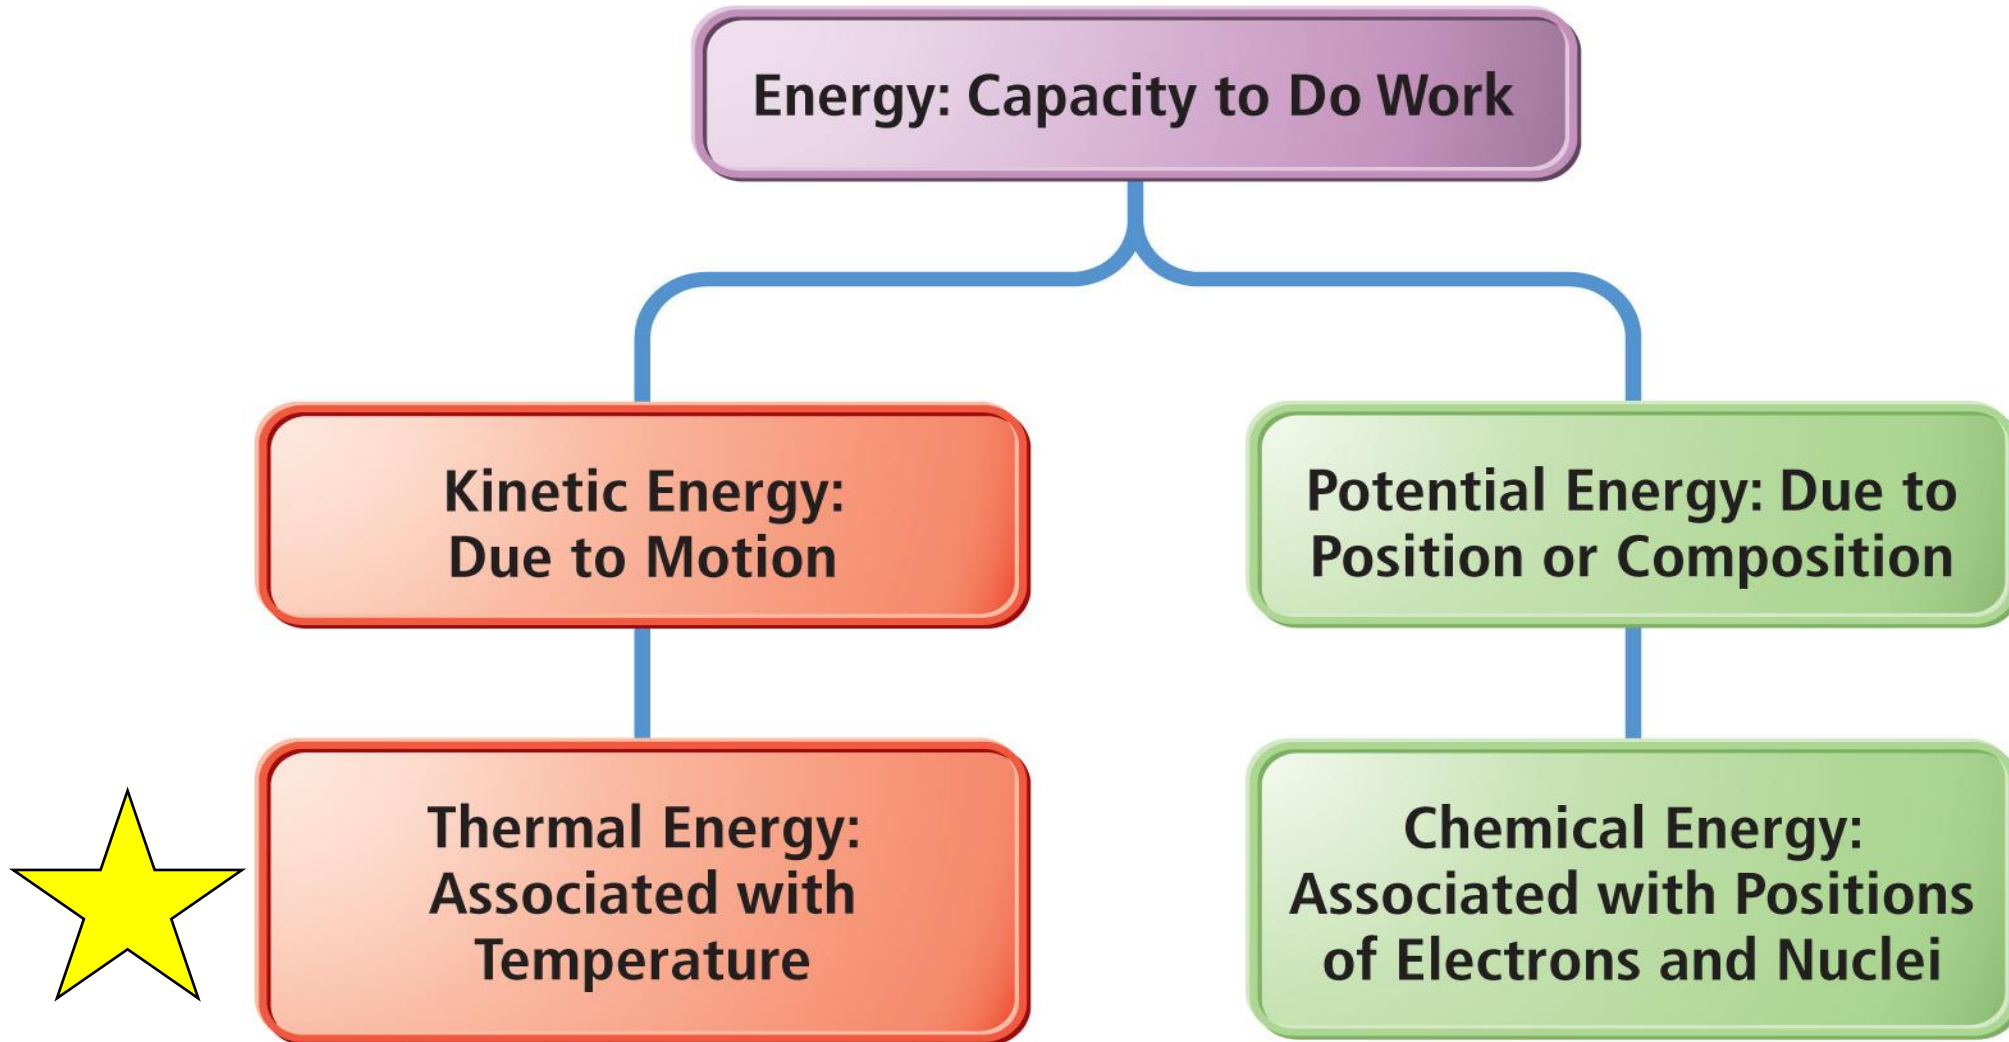 Energy: Capacity to Do Work
Kinetic Energy:
Due to Motion
Potential Energy: Due to
Position or Composition
Thermal Energy:
Associated with
Temperature
Chemical Energy:
Associated with Positions
of Electrons and Nuclei